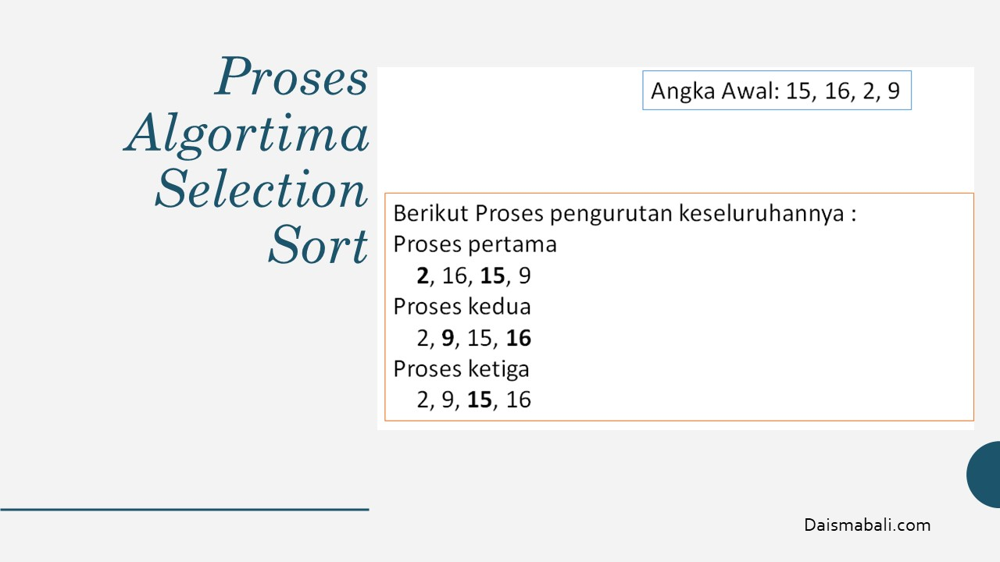 Proses
Algortima
Selection
Sort
Angka Awal: 15, 16, 2, 9
Berikut Proses pengurutan keseluruhannya :
Proses pertama
2, 16, 15, 9
Proses kedua
2, 9, 15, 16
Proses ketiga
2, 9, 15, 16
Daismabali.com